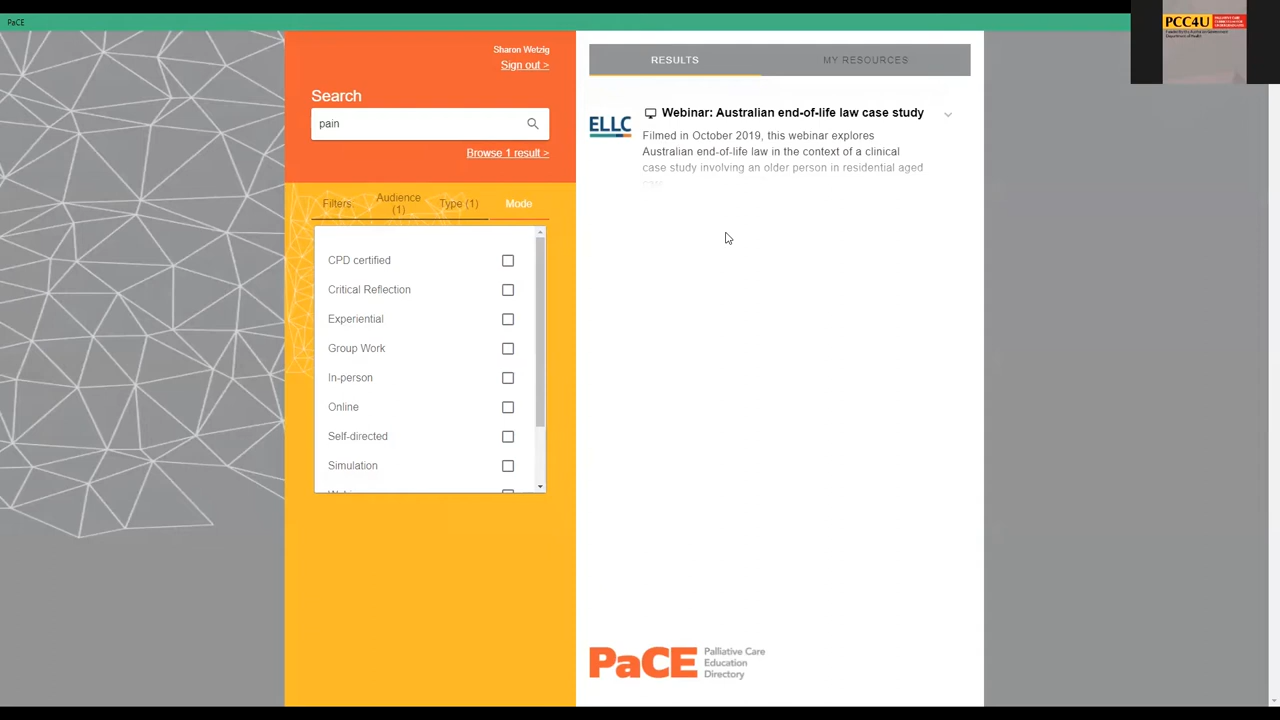 PaCE
PCC4U
Sharon Wetzig
Sign out >
Search
pain
Browse 1 result >
Filters
Audience
(1)
Type (1)
Mode
CPD certified
Critical Reflection
Experiential
Group Work
In-person
Online
Self-directed
Simulation
RESULTS
MY RESOURCES
ELLC
Webinar: Australian end-of-life law case study
Filmed in October 2019, this webinar explores
Australian end-of-life law in the context of a clinical
case study involving an older person in residential aged
PaCE
Palliative Care
Education
Directory